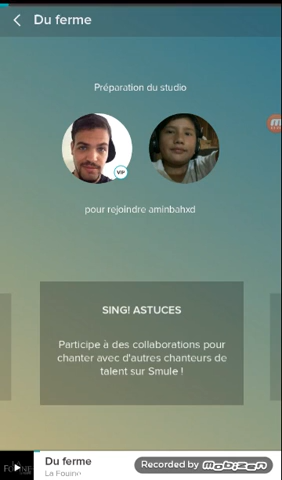 Du ferme
Préparation du studio
VIP
pour rejoindre aminbahxd
SING! ASTUCES
Participe à des collaborations pour
chanter avec d'autres chanteurs de
talent sur Smule !
Du ferme
La Fouine
Recorded by mobizen